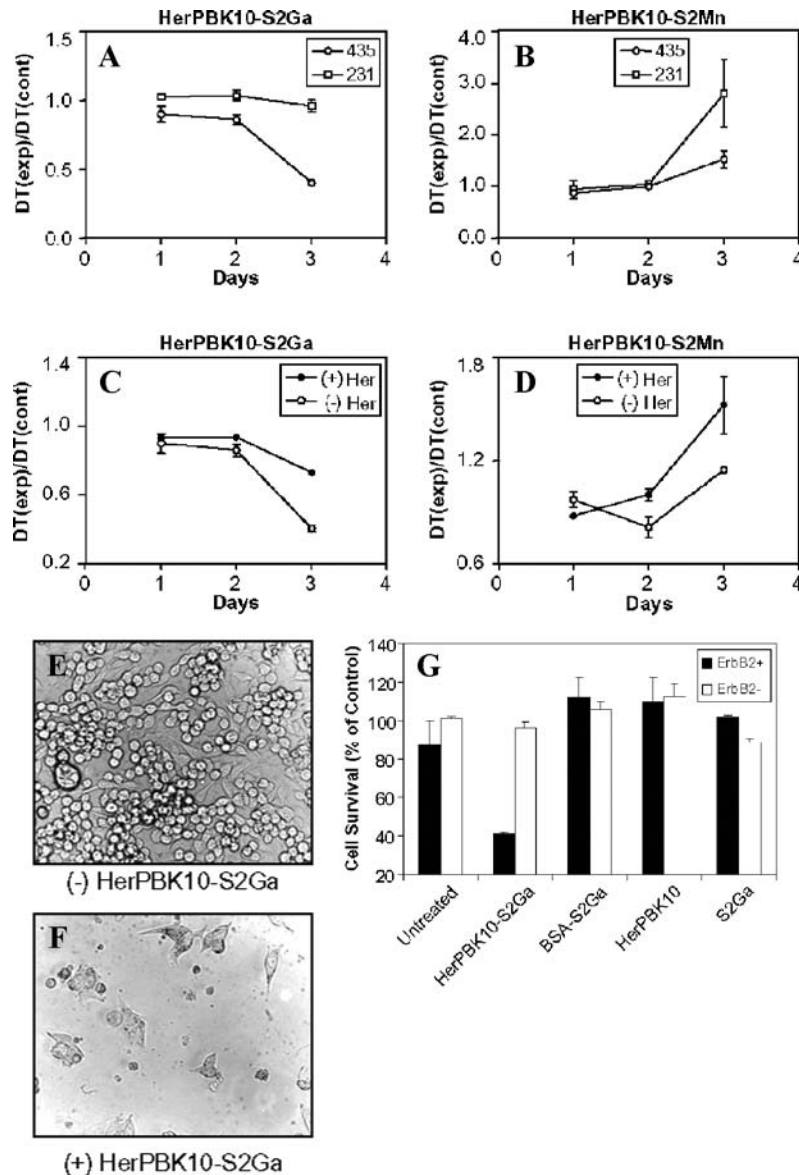 HerPBK10-S2Ga
A
435
231
DT(exp)/DT(cont)
1.5
1.0
0.5
0.0
0 1 2 3 4
Days
HerPBK10-S2Mn
B
435
231
DT(exp)/DT(cont)
4.0
3.0
2.0
1.0
0.0
0 1 2 3 4
Days
HerPBK10-S2Ga
C
(+) Her
(-) Her
DT(exp)/DT(cont)
1.4
1.0
0.6
0.2
0 1 2 3 4
Days
HerPBK10-S2Mn
D
(+) Her
(-) Her
DT(exp)/DT(cont)
1.8
1.2
0.6
0 1 2 3 4
Days
E
(-) HerPBK10-S2Ga
F
(+) HerPBK10-S2Ga
G
ErbB2+
ErbB2-
Cell Survival (% of Control)
140
120
100
80
60
40
20
Untreated
HerPBK10-S2Ga
BSA-S2Ga
HerPBK10
S2Ga